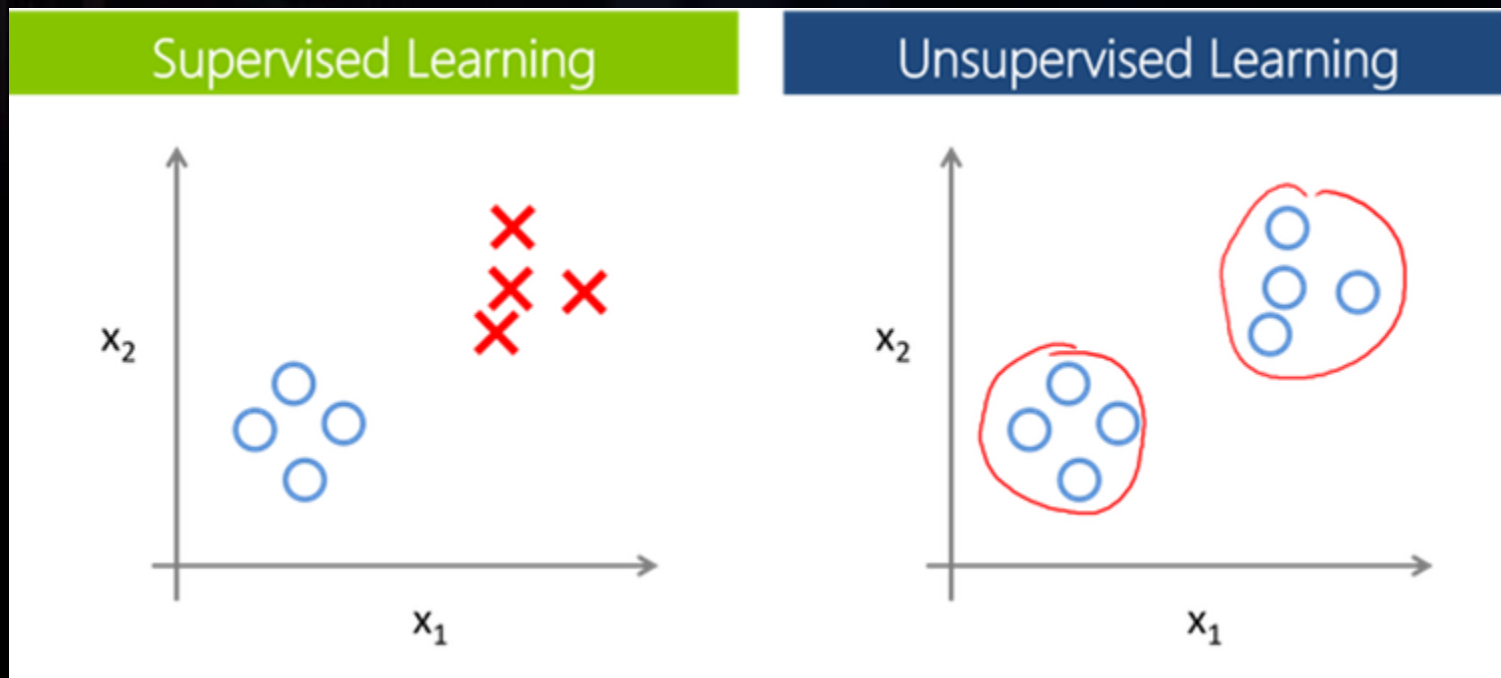 Supervised Learning
Unsupervised Learning
x₂
x₁
x₂
x₁